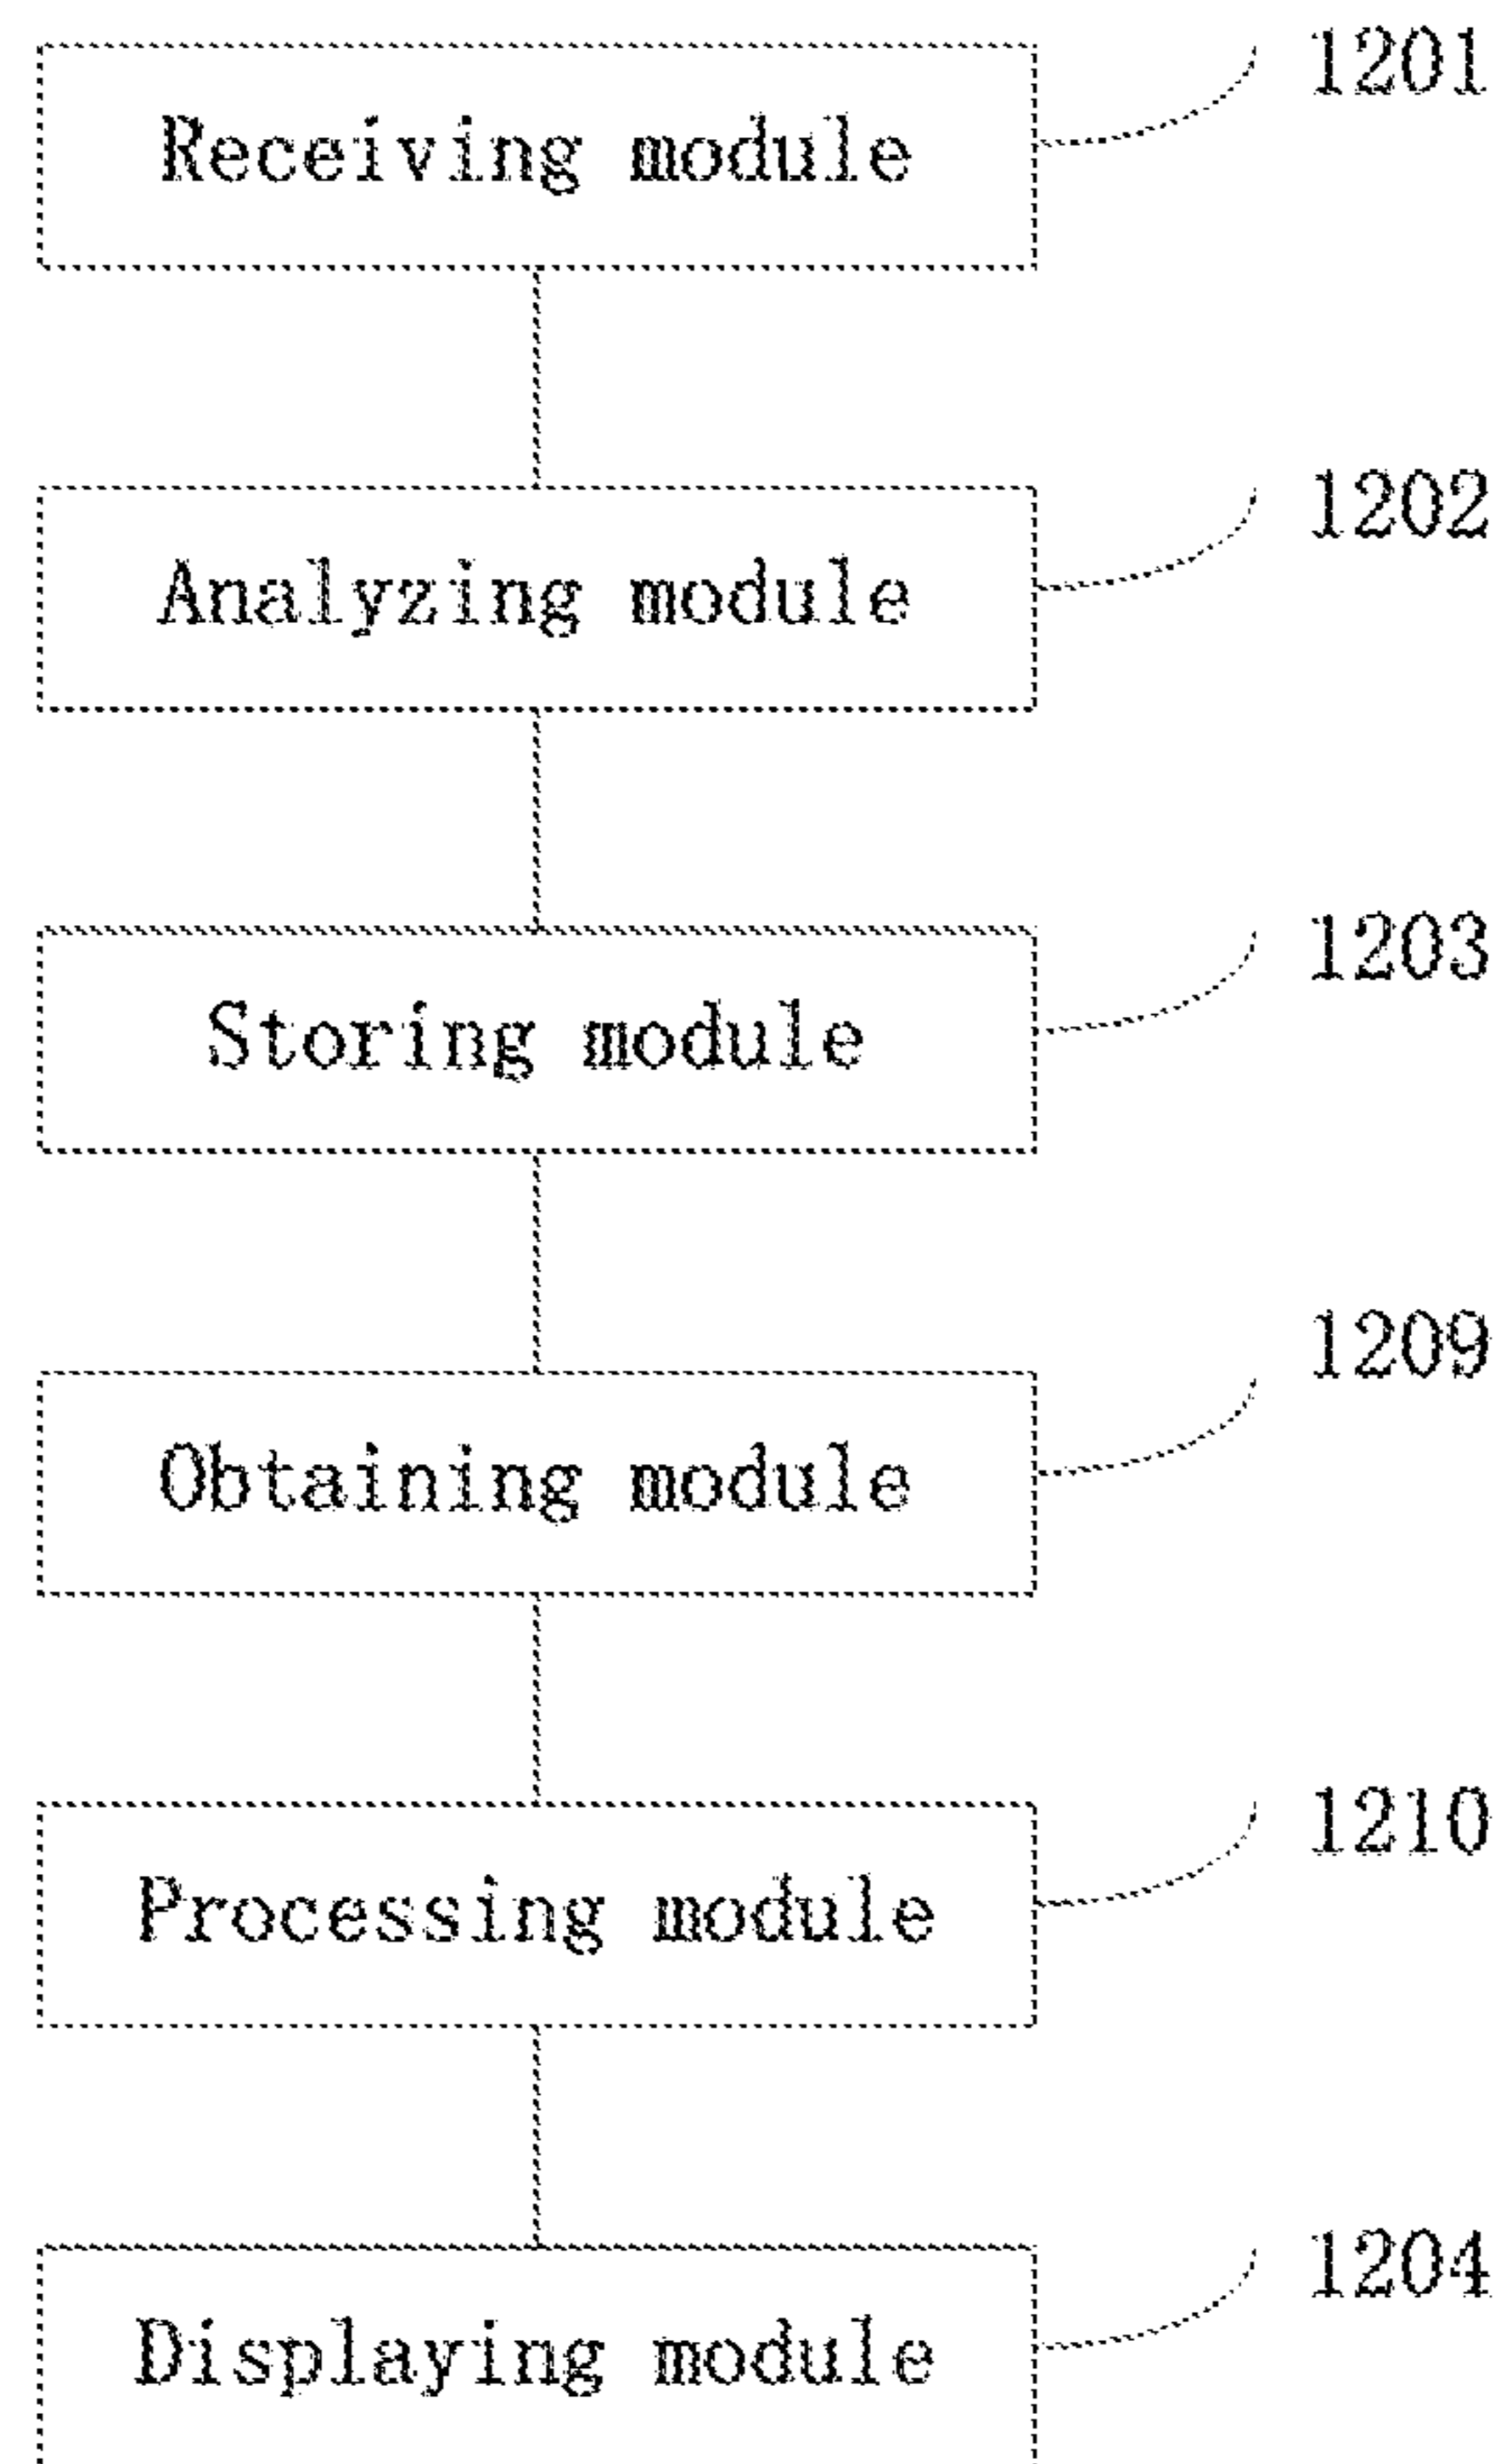 1201
Receiving module
1202
Analyzing module
1203
Storing module
1209
Obtaining module
1210
Processing module
1204
Displaying module